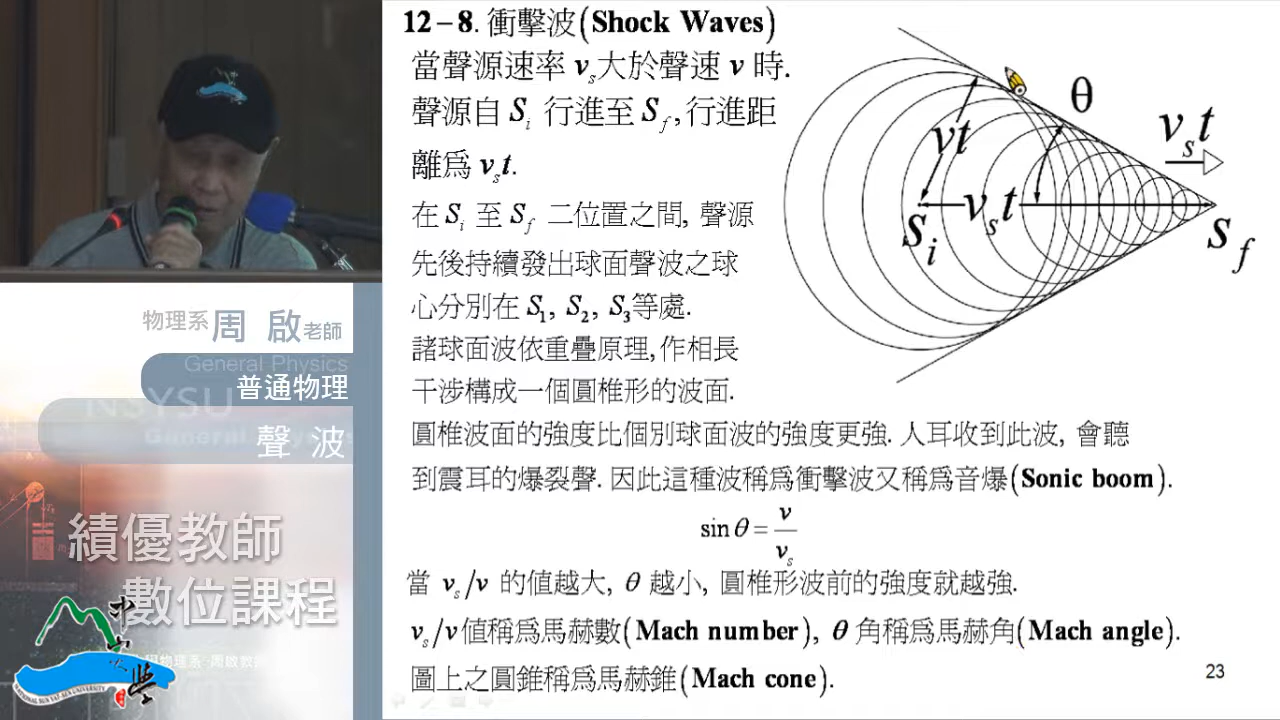 12－8. 衝擊波(Shock Waves)
當聲源速率 vs大於聲速 v 時.
聲源自 Si 行進至 Sf, 行進距
離為 vst.
在 Si 至 Sf 二位置之間, 聲源
先後持續發出球面聲波之球
心分別在 S1, S2, S3等處.
諸球面波依重疊原理, 作相長
干涉構成一個圓椎形的波面.
圓椎波面的強度比個別球面波的強度更強. 人耳收到此波, 會聽
到震耳的爆裂聲. 因此這種波稱為衝擊波又稱為音爆(Sonic boom).
sin θ = v/vs
當 vs/v 的值越大, θ 越小, 圓椎形波前的強度就越強.
vs/v值稱為馬赫數(Mach number), θ 角稱為馬赫角(Mach angle).
圖上之圓錐稱為馬赫錐(Mach cone).
θ
vt
vst
vst
Si
Sf
23
物理系周 啟老師
General Physics
普通物理
NSYSU
General Physics
聲 波
績優教師
數位課程